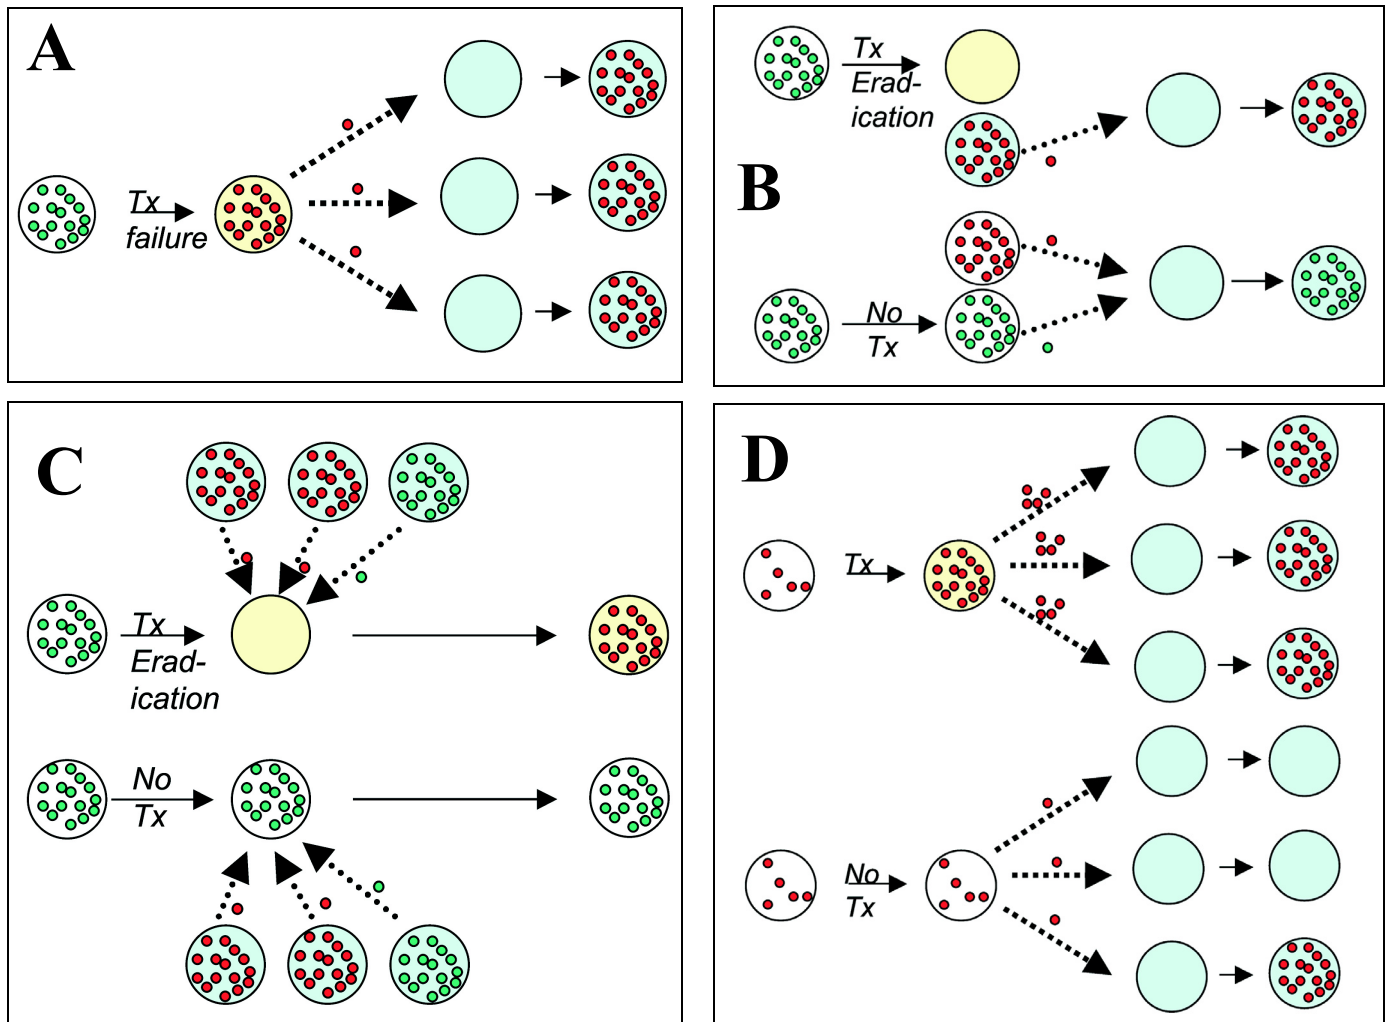 A
Tx
failure
B
Tx
Erad-
ication
No
Tx
C
Tx
Erad-
ication
No
Tx
D
Tx
No
Tx